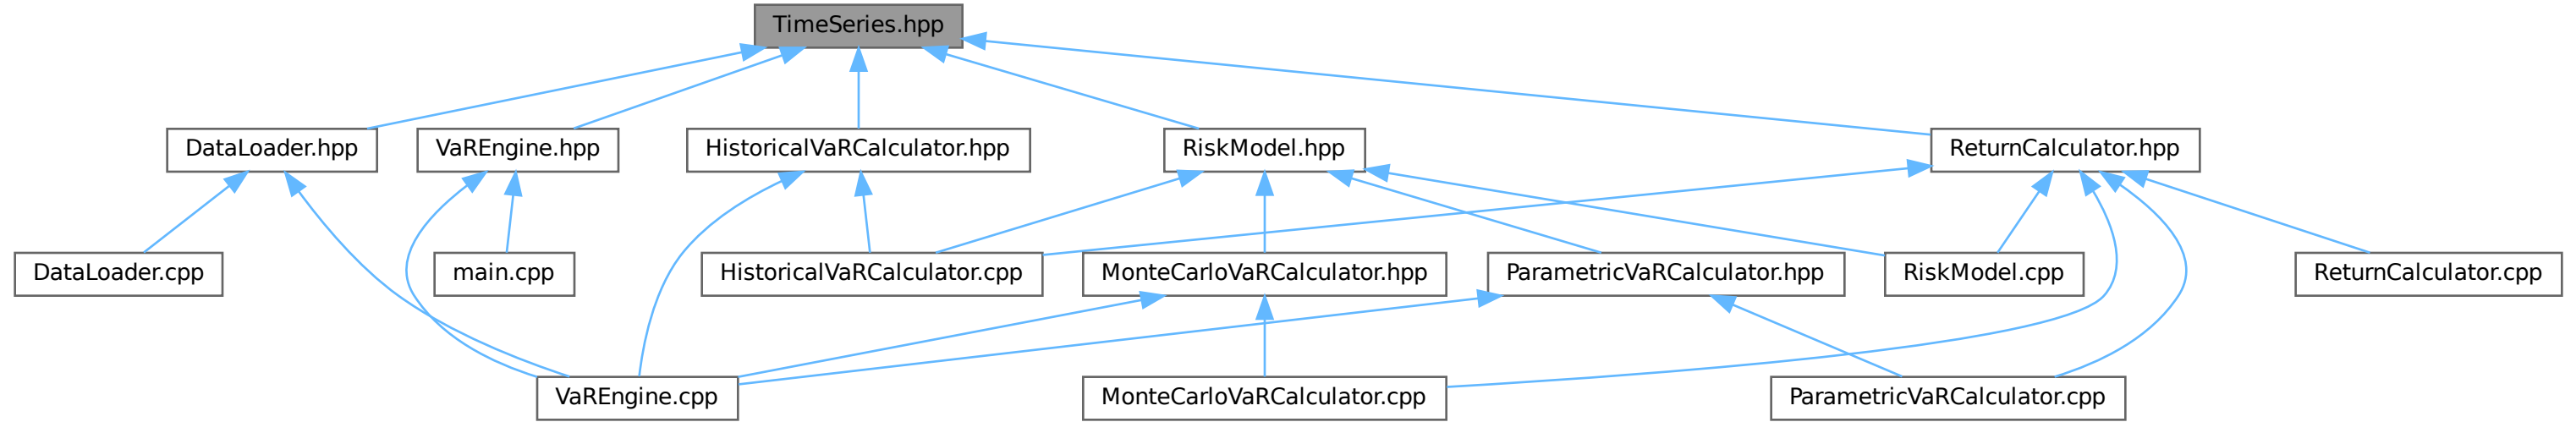 TimeSeries.hpp
DataLoader.hpp
VaREngine.hpp
HistoricalVaRCalculator.hpp
RiskModel.hpp
ReturnCalculator.hpp
DataLoader.cpp
main.cpp
HistoricalVaRCalculator.cpp
MonteCarloVaRCalculator.hpp
ParametricVaRCalculator.hpp
RiskModel.cpp
ReturnCalculator.cpp
VaREngine.cpp
MonteCarloVaRCalculator.cpp
ParametricVaRCalculator.cpp